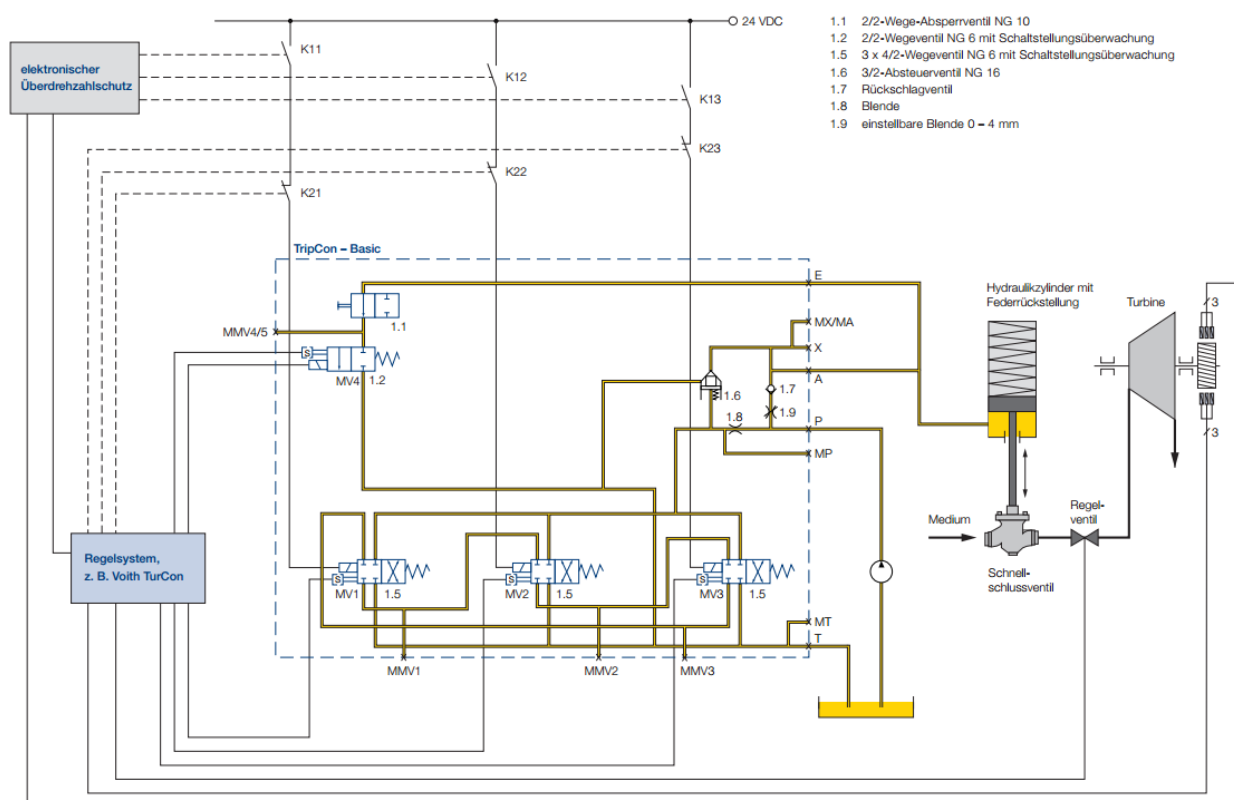 24 VDC
1.1 2/2-Wege-Absperrventil NG 10
1.2 2/2-Wegeventil NG 6 mit Schaltstellungsüberwachung
1.5 3 x 4/2-Wegeventil NG 6 mit Schaltstellungsüberwachung
1.6 3/2-Absteuerventil NG 16
1.7 Rückschlagventil
1.8 Blende
1.9 einstellbare Blende 0 – 4 mm
elektronischer
Überdrehzahlschutz
K11
K12
K13
K23
K22
K21
TripCon – Basic
E
MMV4/5
1.1
S
MV4
1.2
MX/MA
X
A
1.6
1.7
1.8
1.9
P
MP
Hydraulikzylinder mit
Federrückstellung
Turbine
3
3
Medium
Regel-
ventil
Schnell-
schlussventil
Regelsystem,
z. B. Voith TurCon
S
MV1
1.5
S
MV2
1.5
S
MV3
1.5
MT
T
MMV1
MMV2
MMV3